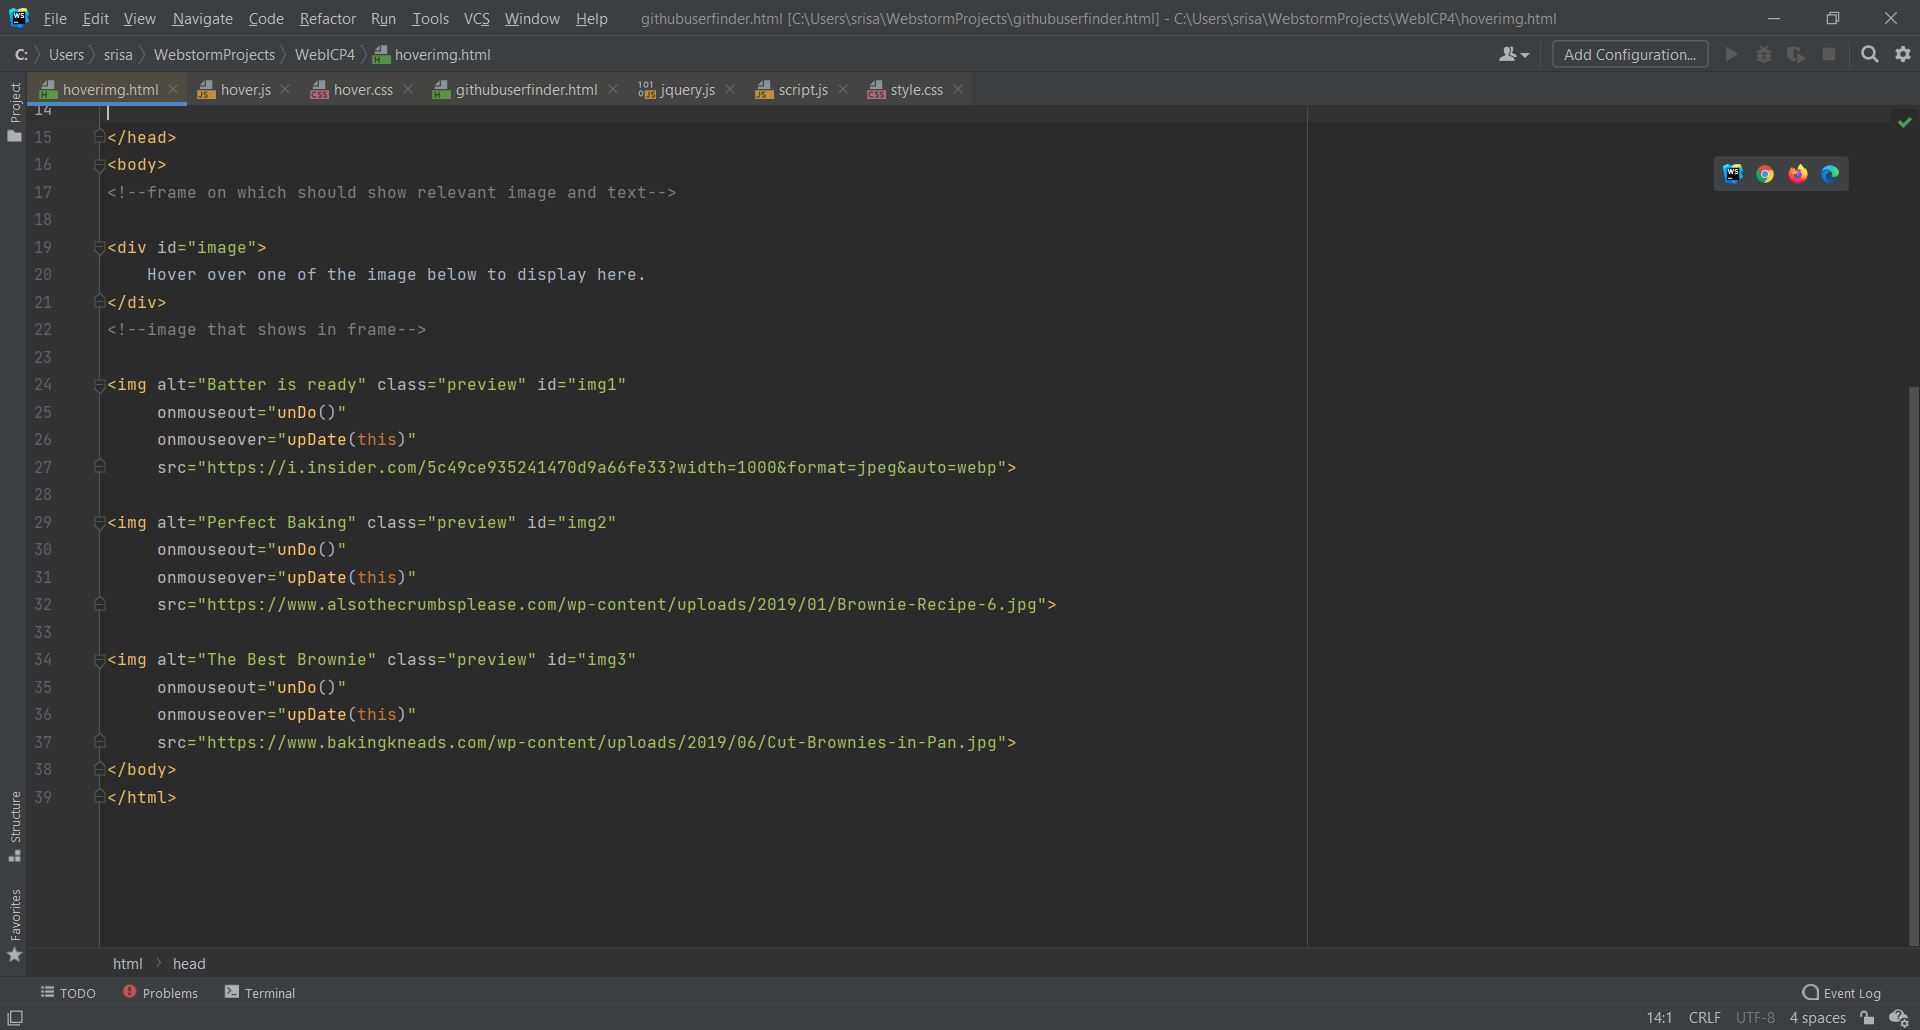 File Edit View Navigate Code Refactor Run Tools VCS Window Help githubuserfinder.html [C:\Users\srisa\WebstormProjects\githubuserfinder.html] - C:\Users\srisa\WebstormProjects\WebICP4\hoverimg.html
C: Users srisa WebstormProjects WebICP4 hoverimg.html Add Configuration...
hoverimg.html hover.js hover.css githubuserfinder.html jquery.js script.js style.css
Project
14
15 </head>
16 <body>
17 <!--frame on which should show relevant image and text-->
18
19 <div id="image">
20     Hover over one of the image below to display here.
21 </div>
22 <!--image that shows in frame-->
23
24 <img alt="Batter is ready" class="preview" id="img1"
25      onmouseout="unDo()"
26      onmouseover="upDate(this)"
27      src="https://i.insider.com/5c49ce935241470d9a66fe33?width=1000&format=jpeg&auto=webp">
28
29 <img alt="Perfect Baking" class="preview" id="img2"
30      onmouseout="unDo()"
31      onmouseover="upDate(this)"
32      src="https://www.alsothecrumbsplease.com/wp-content/uploads/2019/01/Brownie-Recipe-6.jpg">
33
34 <img alt="The Best Brownie" class="preview" id="img3"
35      onmouseout="unDo()"
36      onmouseover="upDate(this)"
37      src="https://www.bakingkneads.com/wp-content/uploads/2019/06/Cut-Brownies-in-Pan.jpg">
38 </body>
39 </html>
Structure
Favorites
html head
TODO Problems Terminal Event Log
14:1 CRLF UTF-8 4 spaces